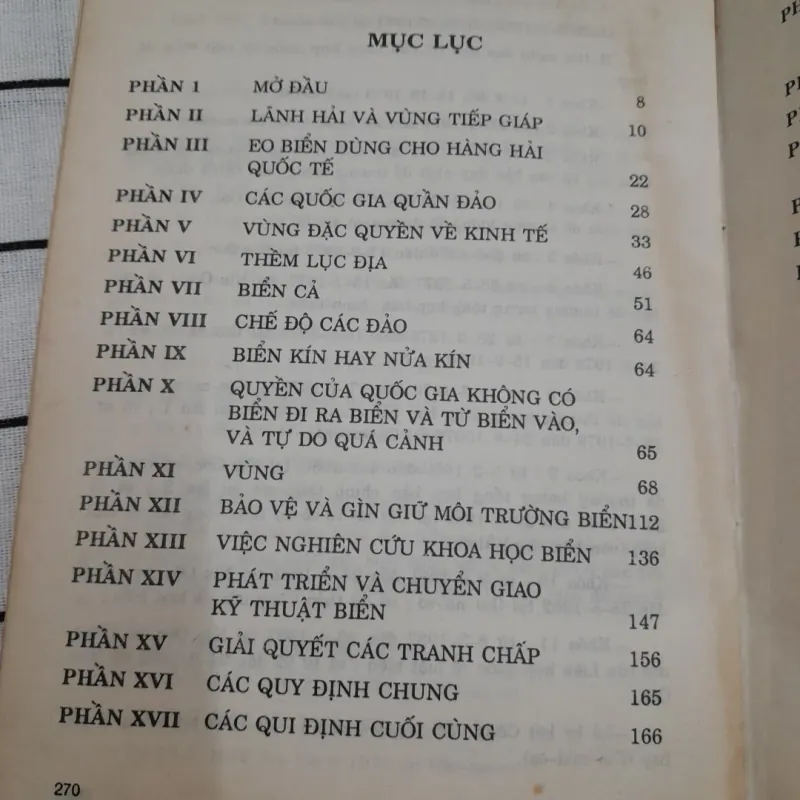 MỤC LỤC
PHẦN 1 MỞ ĐẦU 8
PHẦN II LÃNH HẢI VÀ VÙNG TIẾP GIÁP 10
PHẦN III EO BIỂN DÙNG CHO HÀNG HẢI
QUỐC TẾ 22
PHẦN IV CÁC QUỐC GIA QUẦN ĐẢO 28
PHẦN V VÙNG ĐẶC QUYỀN VỀ KINH TẾ 33
PHẦN VI THỀM LỤC ĐỊA 46
PHẦN VII BIỂN CẢ 51
PHẦN VIII CHẾ ĐỘ CÁC ĐẢO 64
PHẦN IX BIỂN KÍN HAY NỬA KÍN 64
PHẦN X QUYỀN CỦA QUỐC GIA KHÔNG CÓ
BIỂN ĐI RA BIỂN VÀ TỪ BIỂN VÀO,
VÀ TỰ DO QUÁ CẢNH 65
PHẦN XI VÙNG 68
PHẦN XII BẢO VỆ VÀ GÌN GIỮ MÔI TRƯỜNG BIỂN 112
PHẦN XIII VIỆC NGHIÊN CỨU KHOA HỌC BIỂN 136
PHẦN XIV PHÁT TRIỂN VÀ CHUYỂN GIAO
KỸ THUẬT BIỂN 147
PHẦN XV GIẢI QUYẾT CÁC TRANH CHẤP 156
PHẦN XVI CÁC QUY ĐỊNH CHUNG 165
PHẦN XVII CÁC QUI ĐỊNH CUỐI CÙNG 166
270